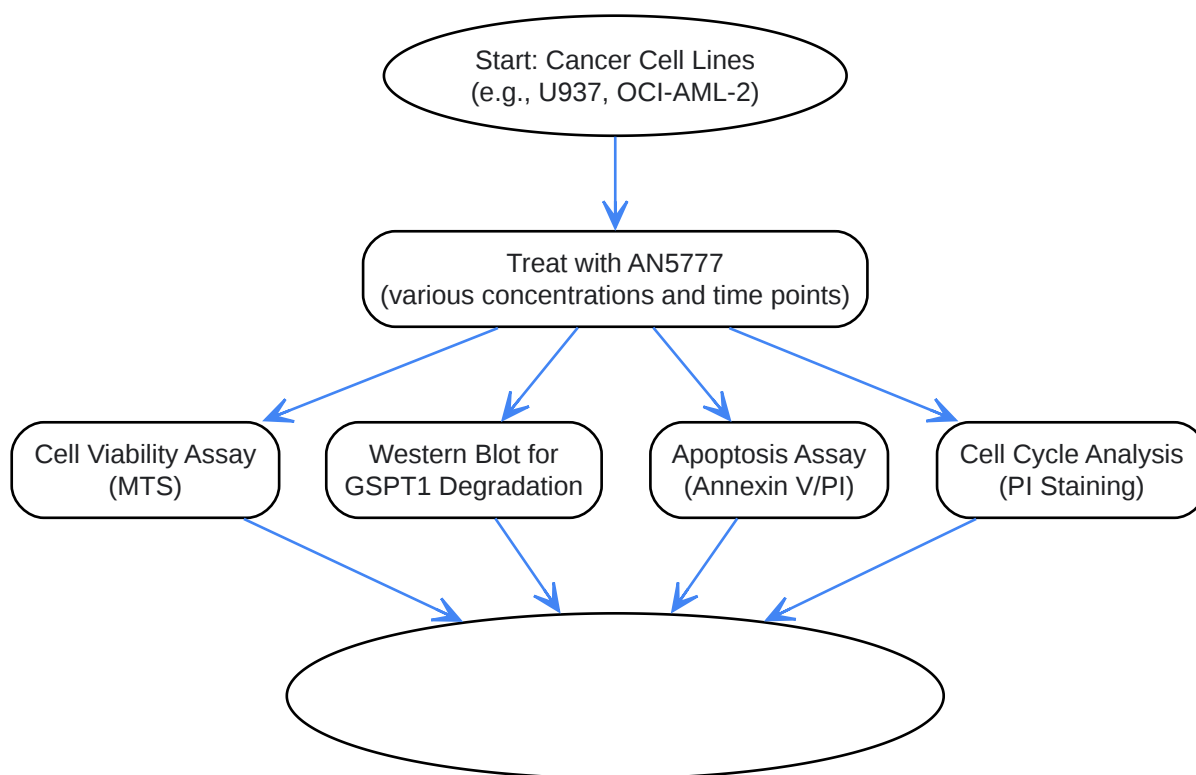 Start: Cancer Cell Lines
(e.g., U937, OCI-AML-2)
Treat with AN5777
(various concentrations and time points)
Cell Viability Assay
(MTS)
Western Blot for
GSPT1 Degradation
Apoptosis Assay
(Annexin V/PI)
Cell Cycle Analysis
(PI Staining)